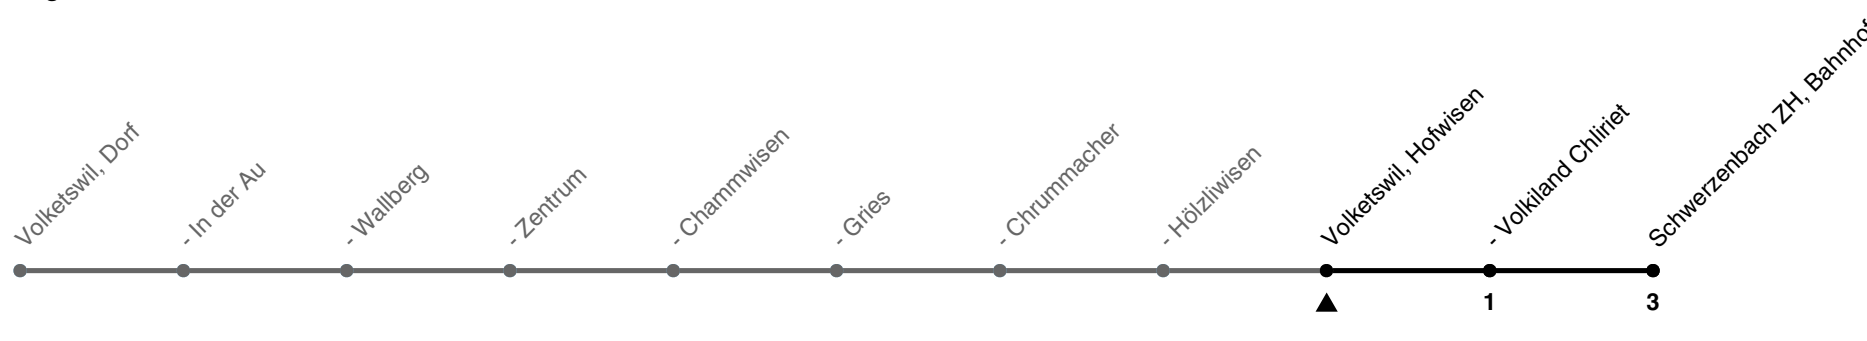 Volketswil, Dorf
- In der Au
- Wallberg
- Zentrum
- Chammwisen
- Gries
- Chrummacher
- Hölzliwisen
Volketswil, Hofwisen
- Volkiland Chliriet
Schwerzenbach ZH, Bahnhof
1
3